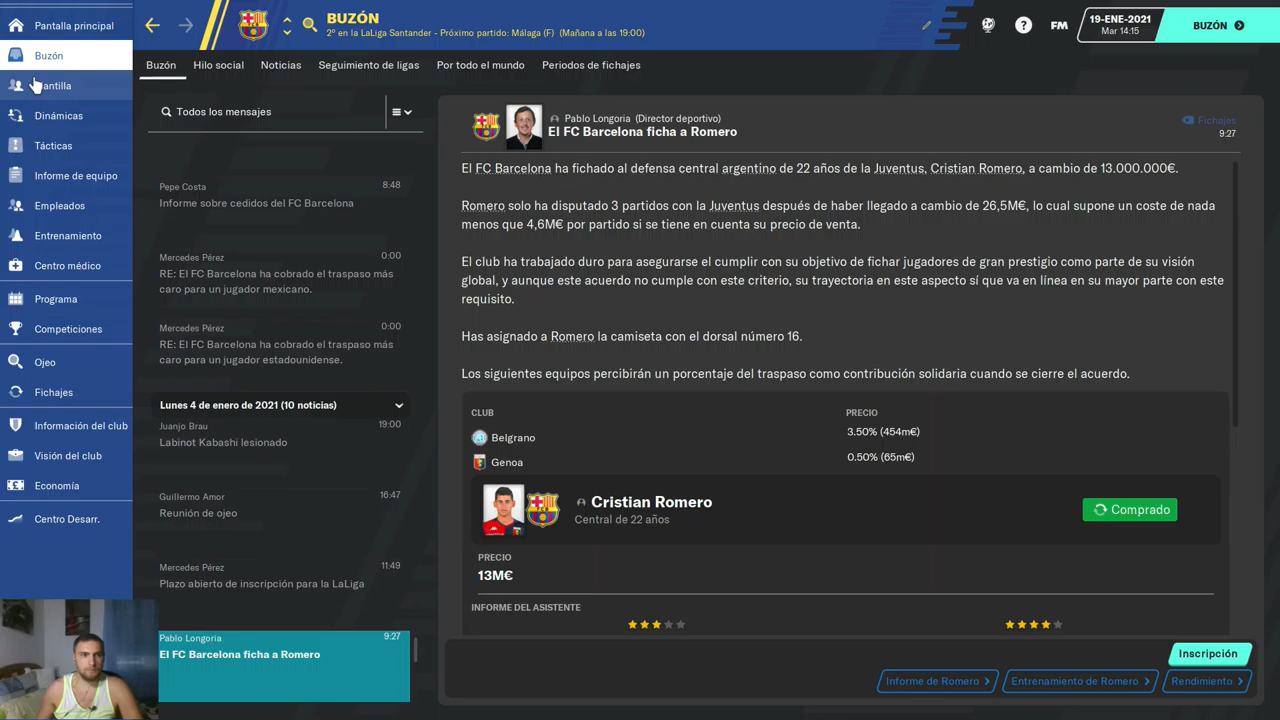 Pantalla principal
Buzón
antilla
Dinámicas
Tácticas
Informe de equipo
Empleados
Entrenamiento
Centro médico
Programa
Competiciones
Ojeo
Fichajes
Información del club
Visión del club
Economía
Centro Desarr.
BUZÓN
2º en la LaLiga Santander - Próximo partido: Málaga (F) (Mañana a las 19:00)
FM
19-ENE-2021
Mar 14:15
BUZÓN
Buzón
Hilo social
Noticias
Seguimiento de ligas
Por todo el mundo
Periodos de fichajes
Todos los mensajes
Pepe Costa 8:48
Informe sobre cedidos del FC Barcelona
Mercedes Pérez 0:00
RE: El FC Barcelona ha cobrado el traspaso más
caro para un jugador mexicano.
Mercedes Pérez 0:00
RE: El FC Barcelona ha cobrado el traspaso más
caro para un jugador estadounidense.
Lunes 4 de enero de 2021 (10 noticias)
Juanjo Brau 19:00
Labinot Kabashi lesionado
Guillermo Amor 16:47
Reunión de ojeo
Mercedes Pérez 11:49
Plazo abierto de inscripción para la LaLiga
Pablo Longoria 9:27
El FC Barcelona ficha a Romero
Pablo Longoria (Director deportivo)
El FC Barcelona ficha a Romero
Fichajes
9:27
El FC Barcelona ha fichado al defensa central argentino de 22 años de la Juventus, Cristian Romero, a cambio de 13.000.000€.
Romero solo ha disputado 3 partidos con la Juventus después de haber llegado a cambio de 26,5M€, lo cual supone un coste de nada
menos que 4,6M€ por partido si se tiene en cuenta su precio de venta.
El club ha trabajado duro para asegurarse el cumplir con su objetivo de fichar jugadores de gran prestigio como parte de su visión
global, y aunque este acuerdo no cumple con este criterio, su trayectoria en este aspecto sí que va en línea en su mayor parte con este
requisito.
Has asignado a Romero la camiseta con el dorsal número 16.
Los siguientes equipos percibirán un porcentaje del traspaso como contribución solidaria cuando se cierre el acuerdo.
CLUB PRECIO
Belgrano 3.50% (454m€)
Genoa 0.50% (65m€)
Cristian Romero
Central de 22 años
Comprado
PRECIO
13M€
INFORME DEL ASISTENTE
Inscripción
Informe de Romero
Entrenamiento de Romero
Rendimiento